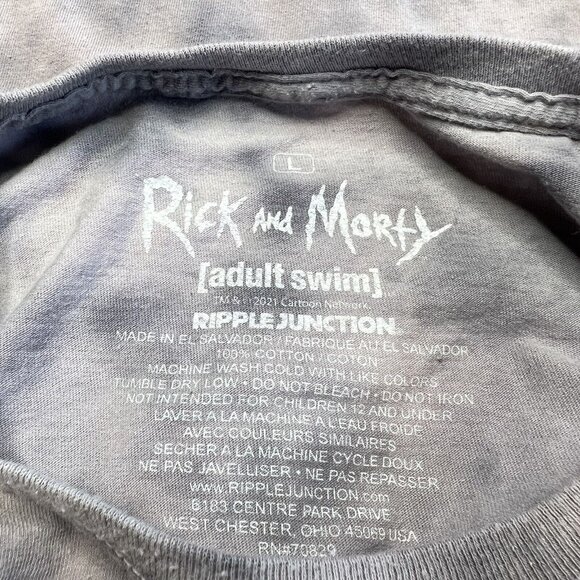 L
Rick And Morty
[adult swim]
TM & © 2021 Cartoon Network
RIPPLE JUNCTION
MADE IN EL SALVADOR / FABRIQUE AU EL SALVADOR
100% COTTON / COTON
MACHINE WASH COLD WITH LIKE COLORS
TUMBLE DRY LOW • DO NOT BLEACH • DO NOT IRON
NOT INTENDED FOR CHILDREN 12 AND UNDER
LAVER A LA MACHINE A L'EAU FROIDE
AVEC COULEURS SIMILAIRES
SECHER A LA MACHINE CYCLE DOUX
NE PAS JAVELLISER • NE PAS REPASSER
www.RIPPLEJUNCTION.com
6183 CENTRE PARK DRIVE
WEST CHESTER, OHIO 45069 USA
RN#70829